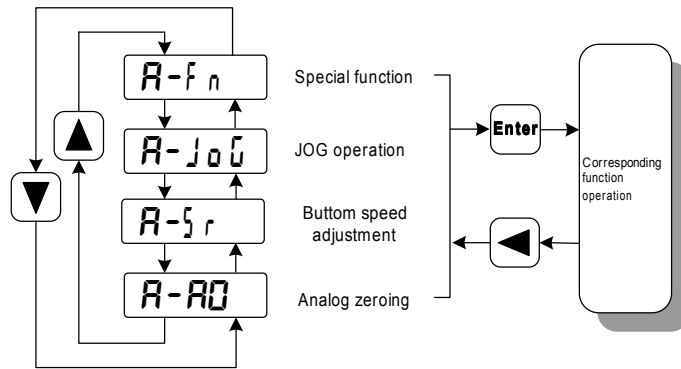 A-Fn
Special function
A-JoG
JOG operation
A-Sr
Buttom speed
adjustment
A-A0
Analog zeroing
Enter
Corresponding
function
operation